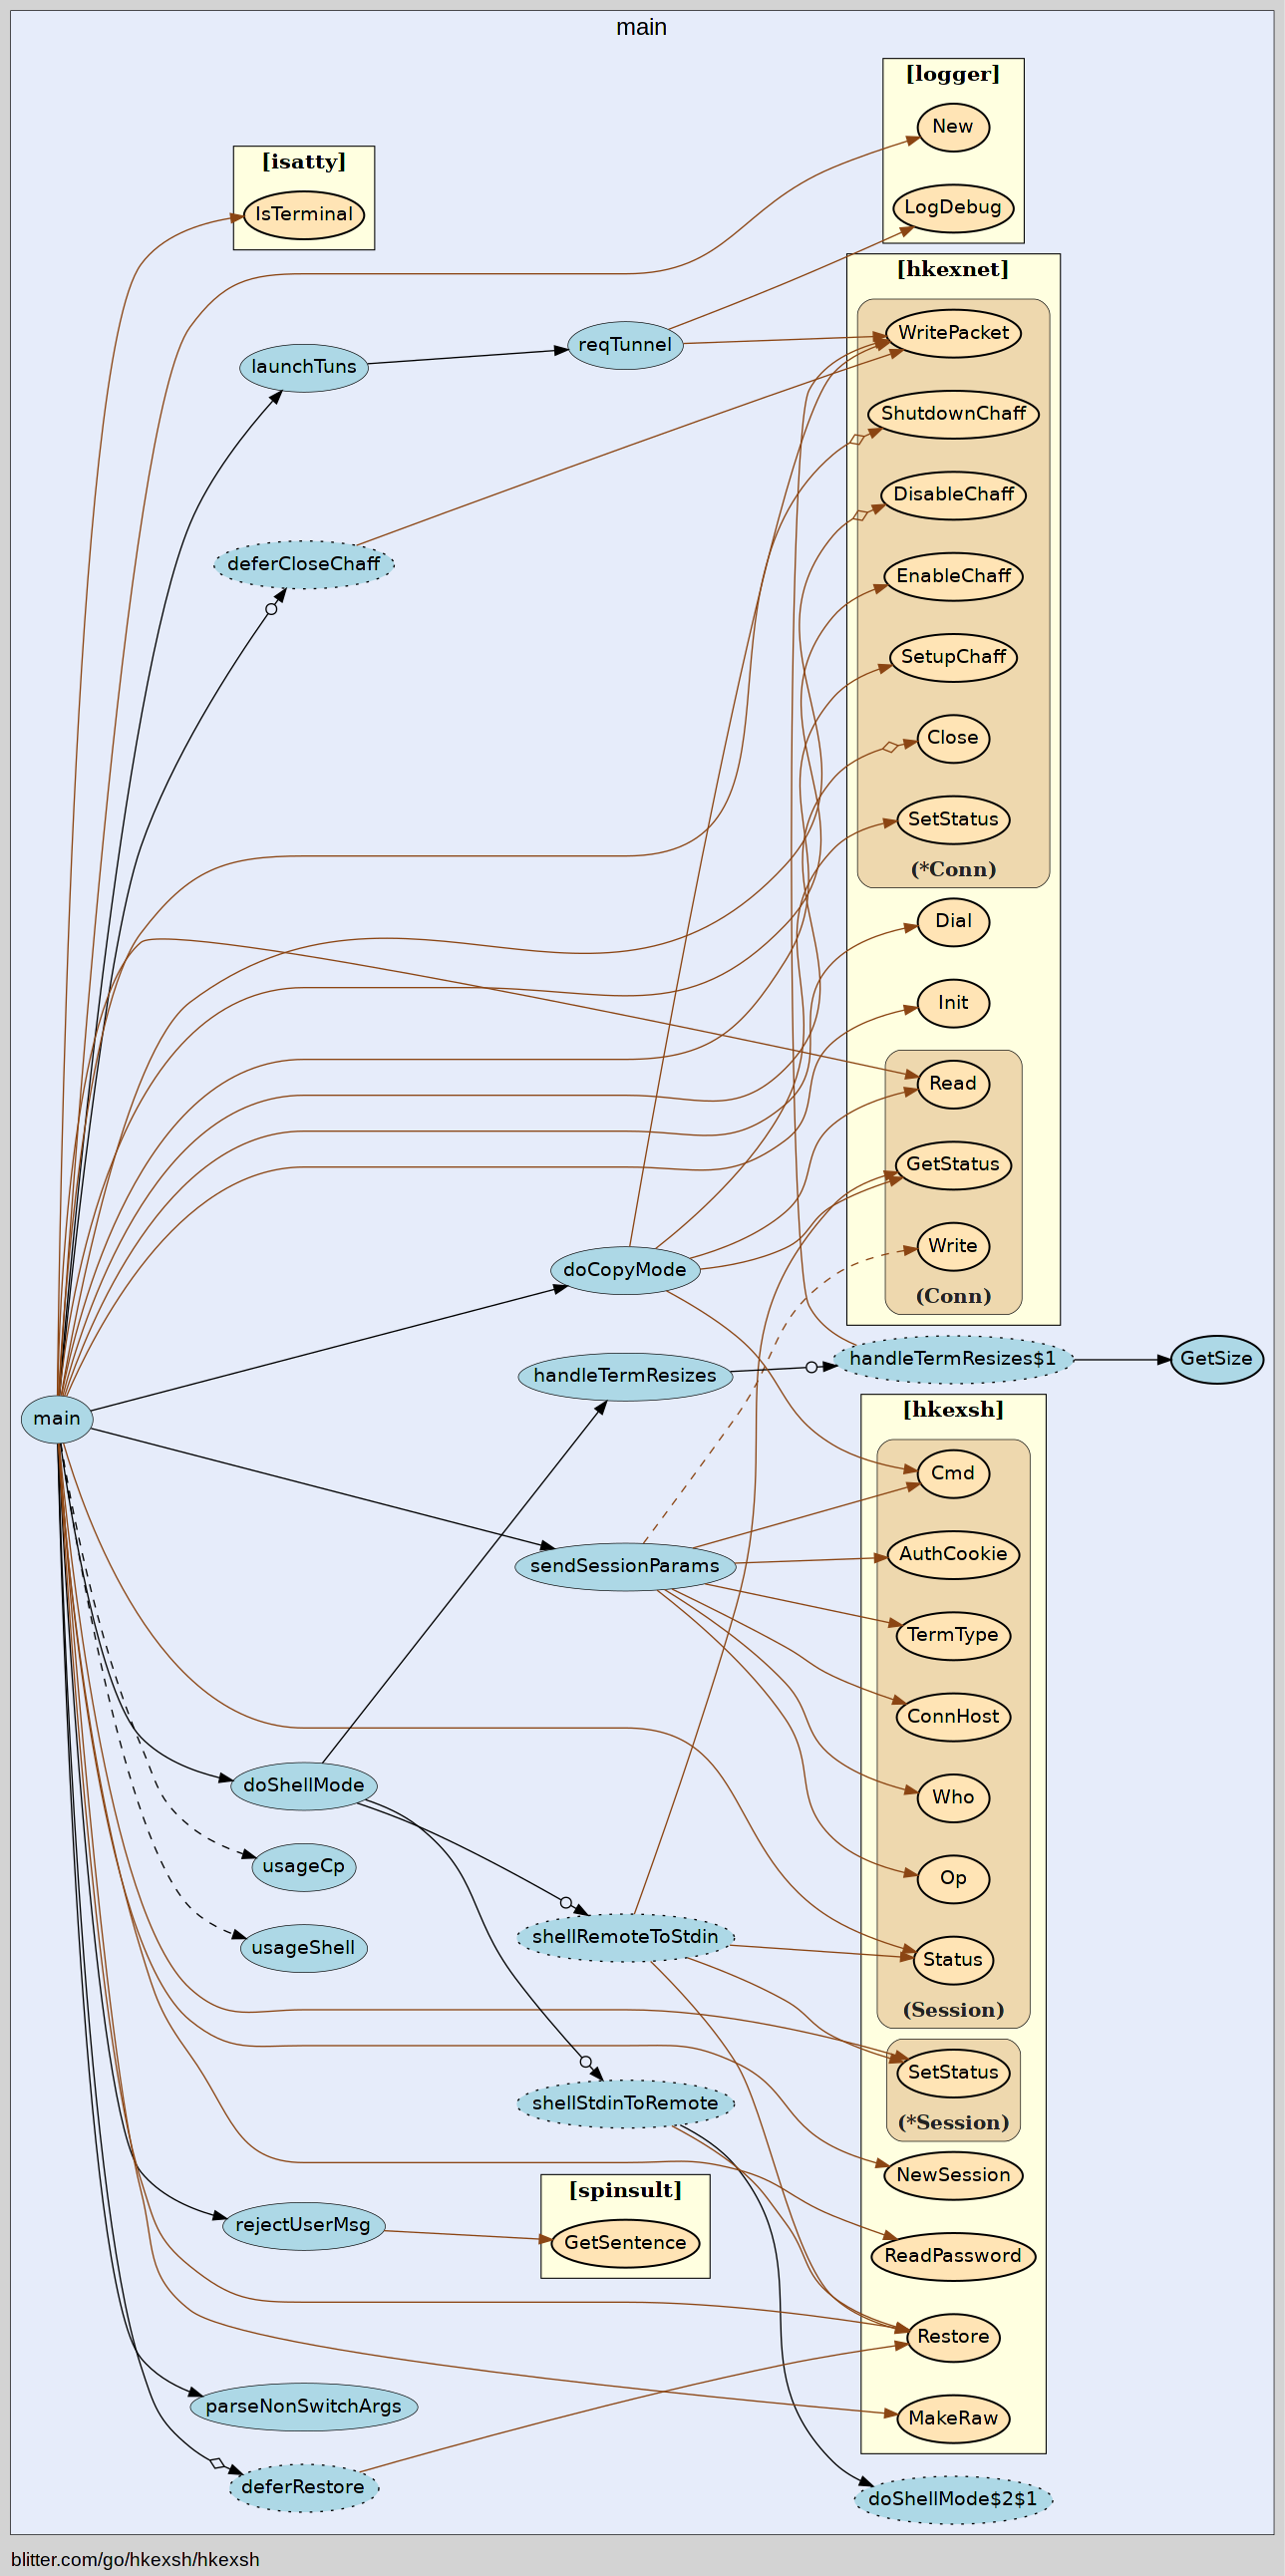 main
[logger]
New
LogDebug
[isatty]
IsTerminal
[hkexnet]
WritePacket
ShutdownChaff
DisableChaff
EnableChaff
SetupChaff
Close
SetStatus
(*Conn)
Dial
Init
Read
GetStatus
Write
(Conn)
launchTuns
reqTunnel
deferCloseChaff
doCopyMode
handleTermResizes
handleTermResizes$1
GetSize
main
sendSessionParams
[hkexsh]
Cmd
AuthCookie
TermType
ConnHost
Who
Op
Status
(Session)
SetStatus
(*Session)
NewSession
ReadPassword
Restore
MakeRaw
doShellMode
usageCp
usageShell
shellRemoteToStdin
shellStdinToRemote
[spinsult]
GetSentence
rejectUserMsg
parseNonSwitchArgs
deferRestore
doShellMode$2$1
blitter.com/go/hkexsh/hkexsh